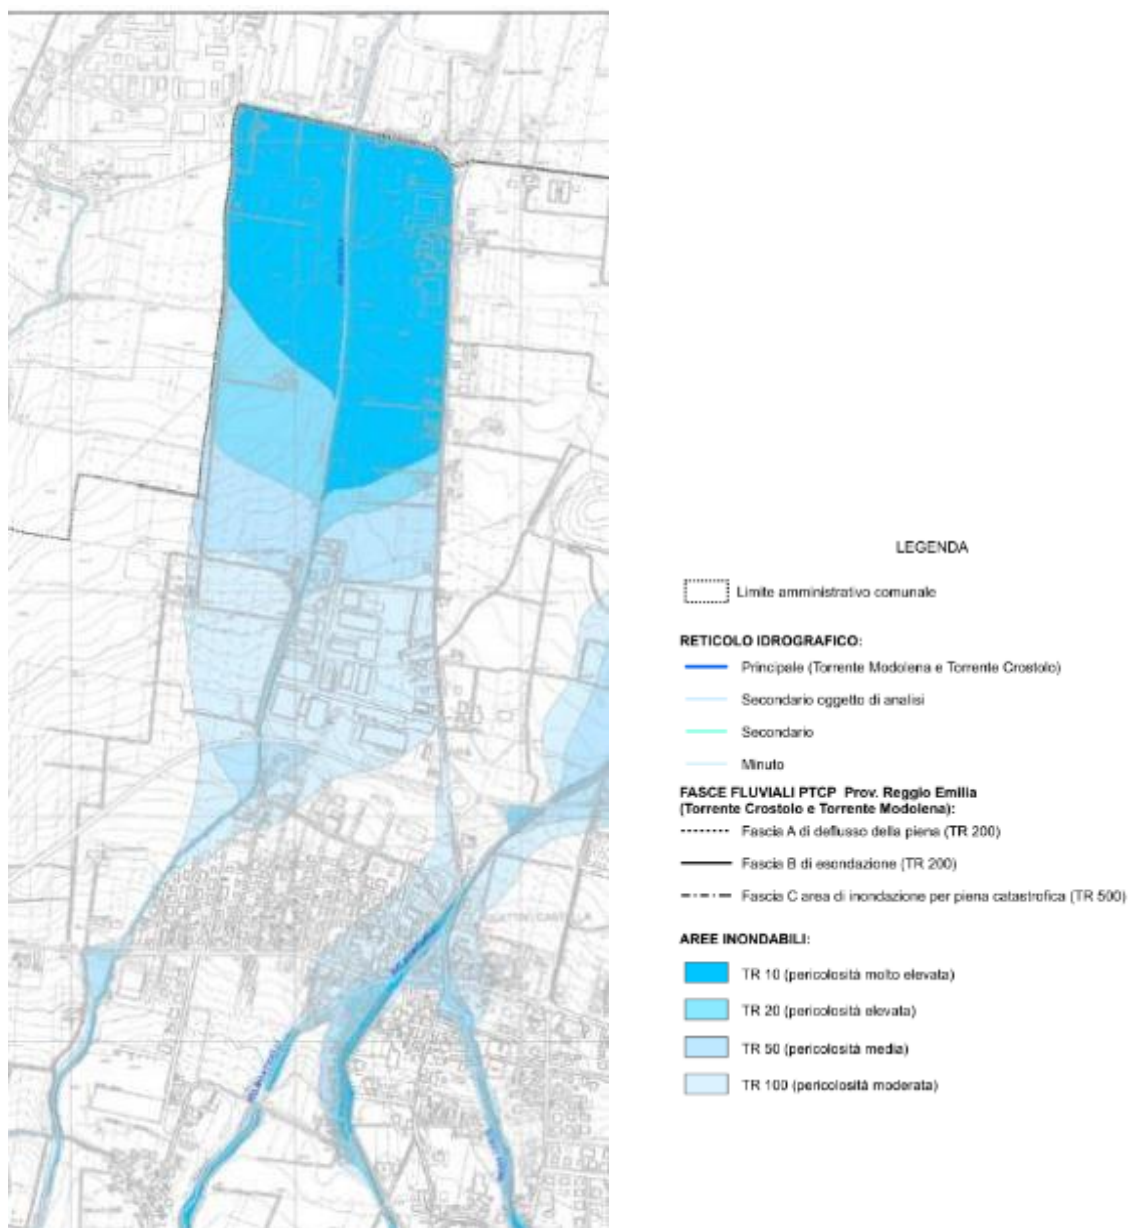 LEGENDA
Limite amministrativo comunale
RETICOLO IDROGRAFICO:
Principale (Torrente Modolena e Torrente Crostolo)
Secondario oggetto di analisi
Secondario
Minuto
FASCE FLUVIALI PTCP Prov. Reggio Emilia
(Torrente Crostolo e Torrente Modolena):
Fascia A di deflusso della piena (TR 200)
Fascia B di esondazione (TR 200)
Fascia C area di inondazione per piena catastrofica (TR 500)
AREE INONDABILI:
TR 10 (pericolosità molto elevata)
TR 20 (pericolosità elevata)
TR 50 (pericolosità media)
TR 100 (pericolosità moderata)